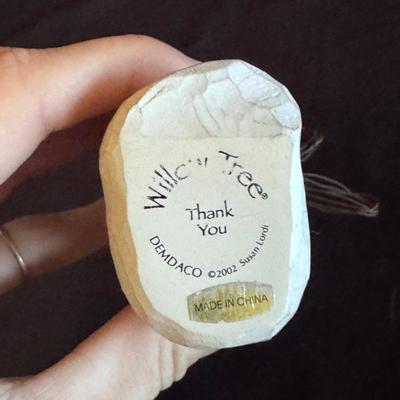 Willow Tree®
Thank
You
DEMDACO ©2002 Susan Lordi
MADE IN CHINA